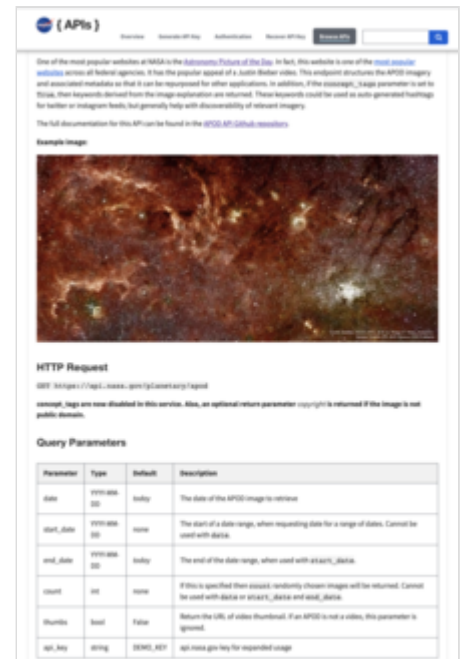 { APIs }
Overview Generate API Key Authentication Recover API Key Browse APIs
One of the most popular websites at NASA is the Astronomy Picture of the Day. In fact, this website is one of the most popular
websites across all federal agencies. It has the popular appeal of a Justin Bieber video. This endpoint structures the APOD imagery
and associated metadata so that it can be repurposed for other applications. In addition, if the concept_tags parameter is set to
True, then keywords derived from the image explanation are returned. These keywords could be used as auto-generated hashtags
for twitter or instagram feeds; but generally help with discoverability of relevant imagery.
The full documentation for this API can be found in the APOD API Github repository.
Example image:
HTTP Request
GET https://api.nasa.gov/planetary/apod
concept_tags are now disabled in this service. Also, an optional return parameter copyright is returned if the image is not
public domain.
Query Parameters
Parameter Type Default Description
date YYYY-MM-DD today The date of the APOD image to retrieve
start_date YYYY-MM-DD none The start of a date range, when requesting date for a range of dates. Cannot be
used with date.
end_date YYYY-MM-DD today The end of the date range, when used with start_date.
count int none If this is specified then count randomly chosen images will be returned. Cannot
be used with date or start_date and end_date.
thumbs bool False Return the URL of video thumbnail. If an APOD is not a video, this parameter is
ignored.
api_key string DEMO_KEY api.nasa.gov key for expanded usage